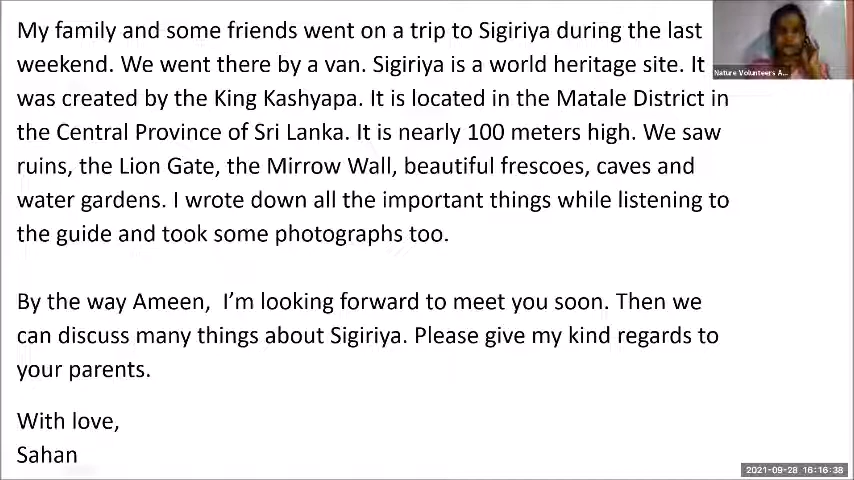 My family and some friends went on a trip to Sigiriya during the last
weekend. We went there by a van. Sigiriya is a world heritage site. It
was created by the King Kashyapa. It is located in the Matale District in
the Central Province of Sri Lanka. It is nearly 100 meters high. We saw
ruins, the Lion Gate, the Mirrow Wall, beautiful frescoes, caves and
water gardens. I wrote down all the important things while listening to
the guide and took some photographs too.
By the way Ameen,  I’m looking forward to meet you soon. Then we
can discuss many things about Sigiriya. Please give my kind regards to
your parents.
With love,
Sahan
Nature Volunteers A...
2021-09-28 16:16:38